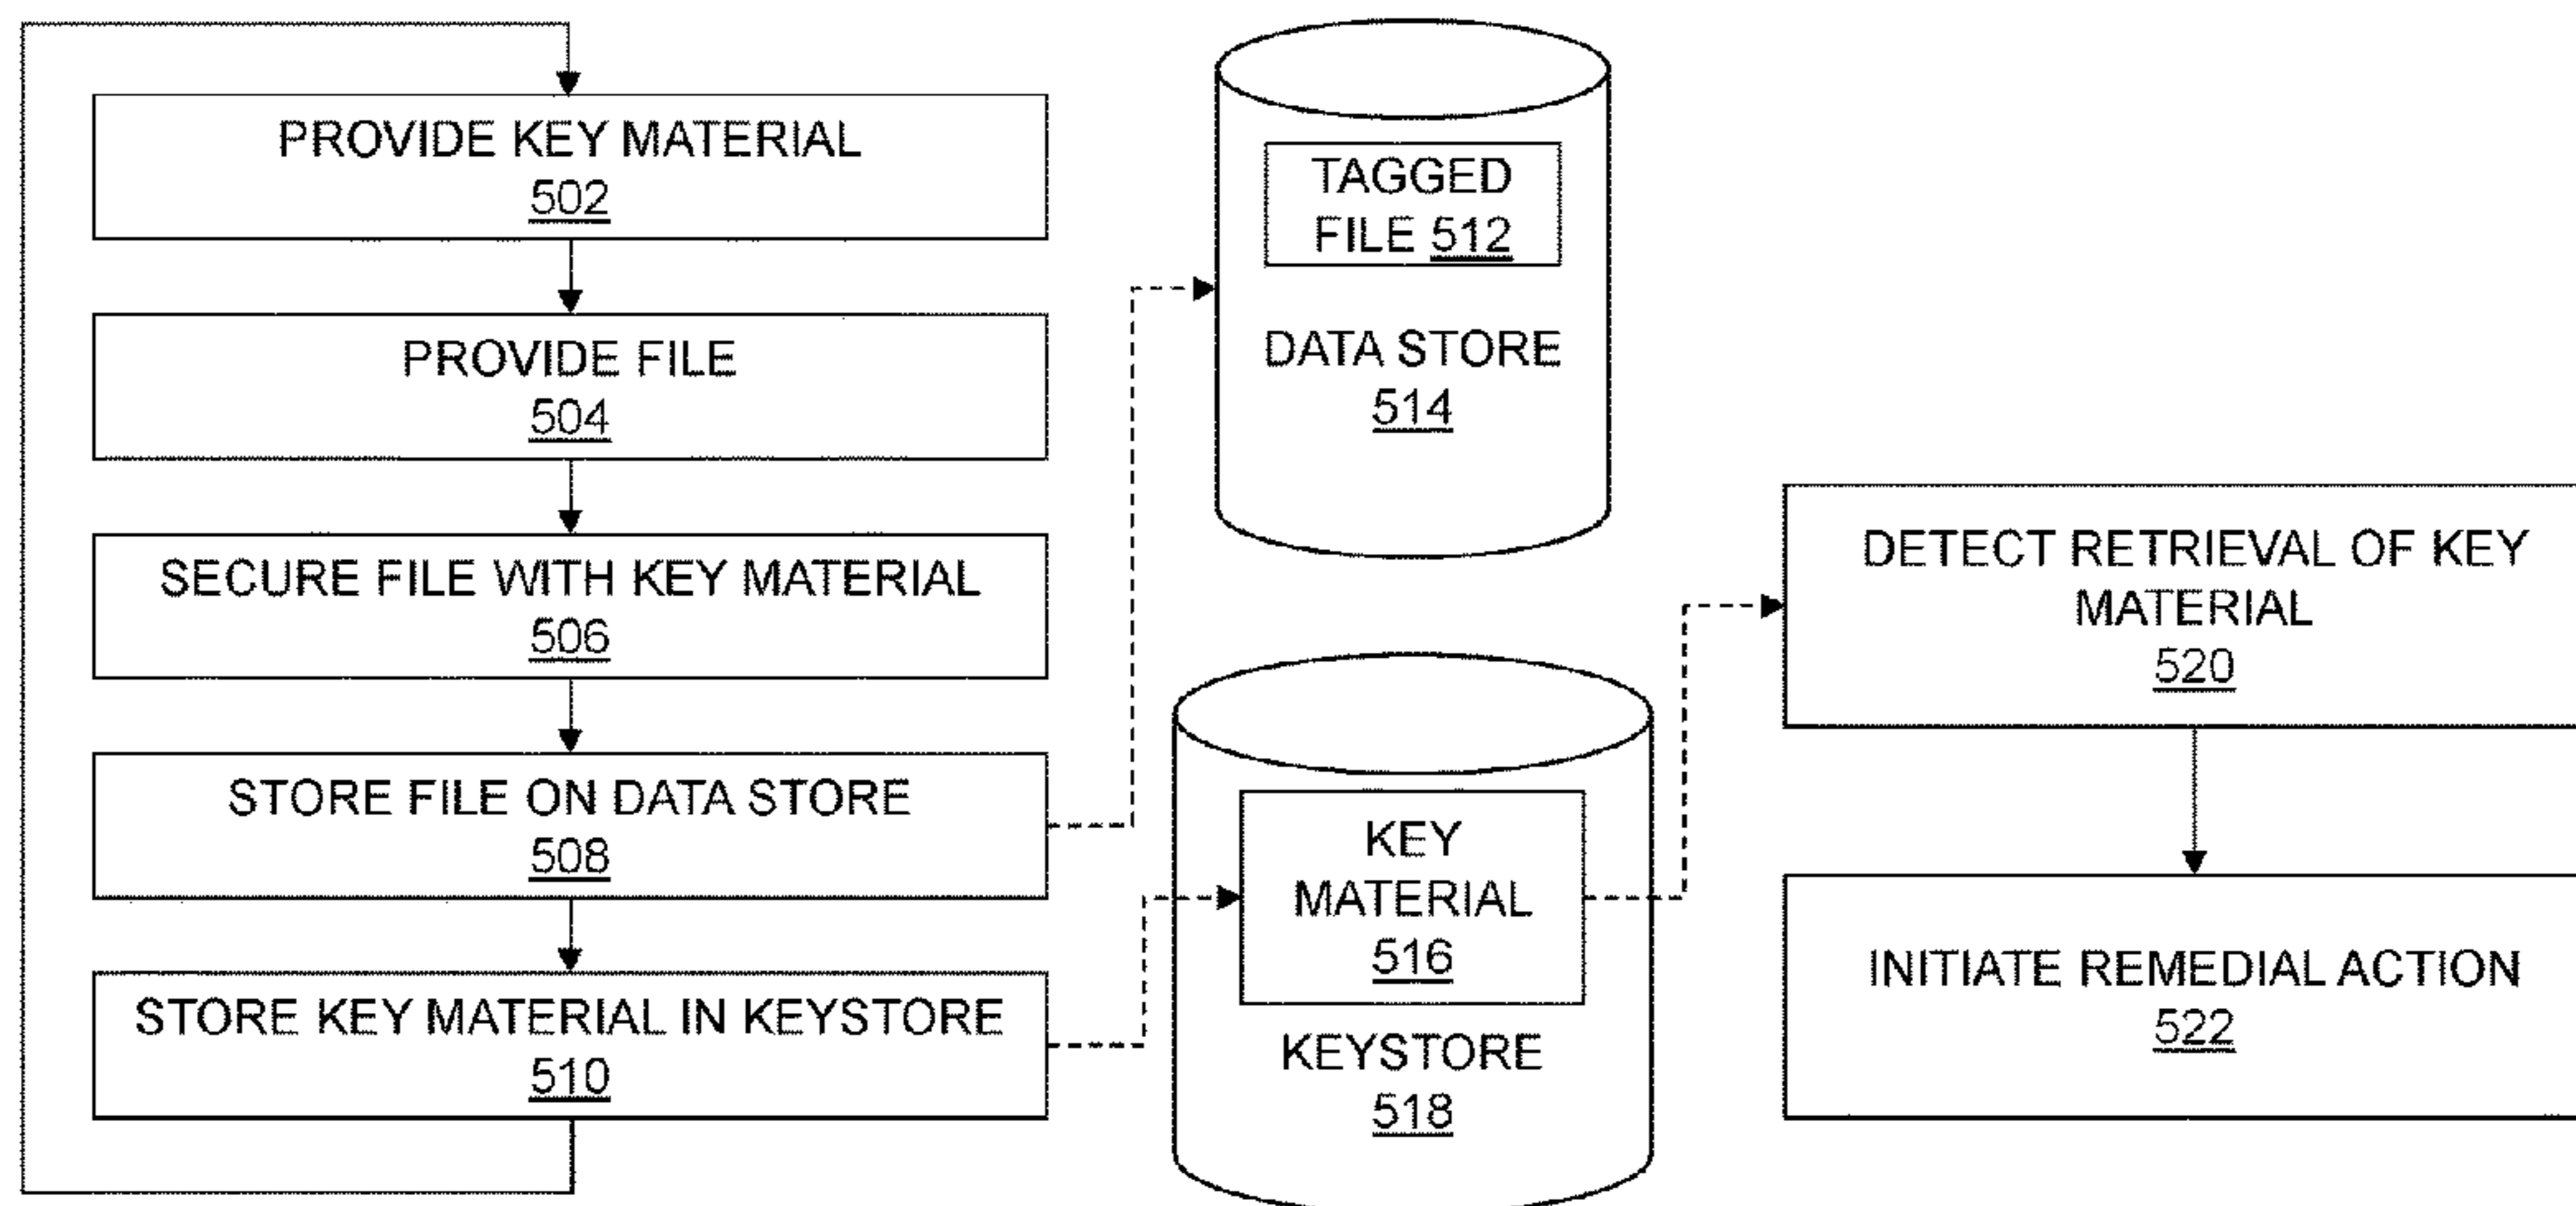 PROVIDE KEY MATERIAL
502
PROVIDE FILE
504
SECURE FILE WITH KEY MATERIAL
506
STORE FILE ON DATA STORE
508
STORE KEY MATERIAL IN KEYSTORE
510
TAGGED
FILE 512
DATA STORE
514
KEY
MATERIAL
516
KEYSTORE
518
DETECT RETRIEVAL OF KEY
MATERIAL
520
INITIATE REMEDIAL ACTION
522